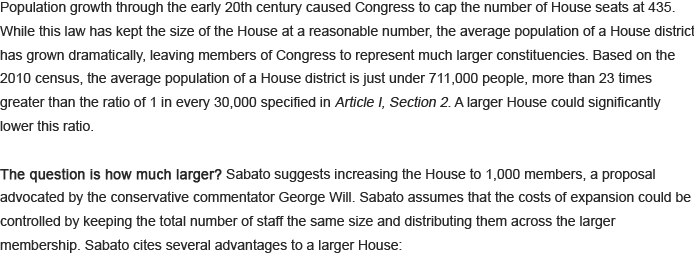 Population growth through the early 20th century caused Congress to cap the number of House seats at 435.
While this law has kept the size of the House at a reasonable number, the average population of a House district
has grown dramatically, leaving members of Congress to represent much larger constituencies. Based on the
2010 census, the average population of a House district is just under 711,000 people, more than 23 times
greater than the ratio of 1 in every 30,000 specified in Article I, Section 2. A larger House could significantly
lower this ratio.
The question is how much larger? Sabato suggests increasing the House to 1,000 members, a proposal
advocated by the conservative commentator George Will. Sabato assumes that the costs of expansion could be
controlled by keeping the total number of staff the same size and distributing them across the larger
membership. Sabato cites several advantages to a larger House: